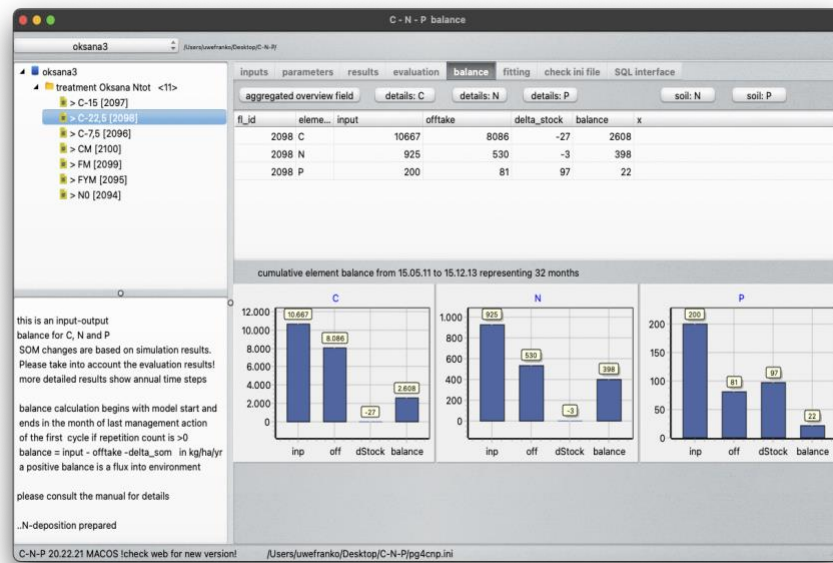 C - N - P balance
oksana3
/Users/uwefranko/Desktop/C-N-P/
oksana3
treatment Oksana Ntot <11>
> C-15 [2097]
> C-22,5 [2098]
> C-7,5 [2096]
> CM [2100]
> FM [2099]
> FYM [2095]
> N0 [2094]
inputs parameters results evaluation balance fitting check ini file SQL interface
aggregated overview field details: C details: N details: P soil: N soil: P
fl_id eleme... input offtake delta_stock balance x
2098 C 10667 8086 -27 2608
2098 N 925 530 -3 398
2098 P 200 81 97 22
cumulative element balance from 15.05.11 to 15.12.13 representing 32 months
this is an input-output
balance for C, N and P
SOM changes are based on simulation results.
Please take into account the evaluation results!
more detailed results show annual time steps
balance calculation begins with model start and
ends in the month of last management action
of the first cycle if repetition count is >0
balance = input - offtake -delta_som in kg/ha/yr
a positive balance is a flux into environment
please consult the manual for details
..N-deposition prepared
C
12.000
10.000
8.000
6.000
4.000
2.000
0
10.667
8.086
-27
2.608
inp off dStock balance
N
1.000
800
600
400
200
0
925
530
-3
398
inp off dStock balance
P
200
150
100
50
0
200
81
97
22
inp off dStock balance
C-N-P 20.22.21 MACOS !check web for new version! /Users/uwefranko/Desktop/C-N-P/pg4cnp.ini